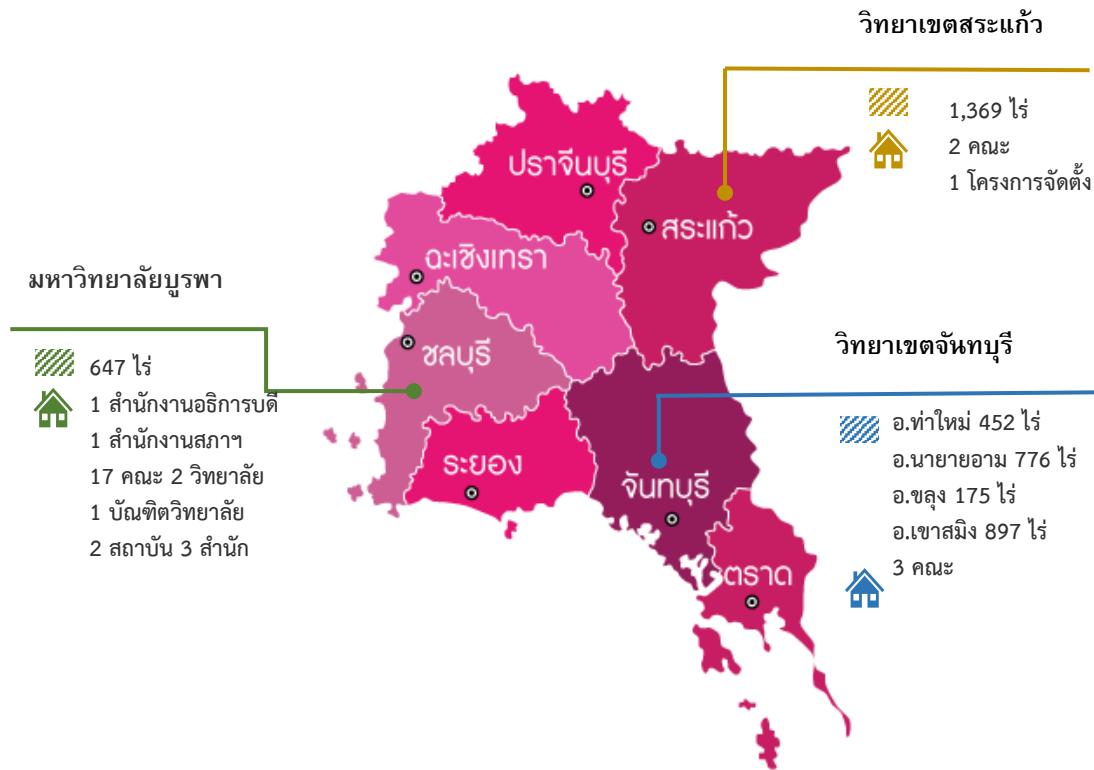 วิทยาเขตสระแก้ว
1,369 ไร่
2 คณะ
1 โครงการจัดตั้ง
ปราจีนบุรี
สระแก้ว
ฉะเชิงเทรา
มหาวิทยาลัยบูรพา
647 ไร่
1 สำนักงานอธิการบดี
1 สำนักงานสภาฯ
17 คณะ 2 วิทยาลัย
1 บัณฑิตวิทยาลัย
2 สถาบัน 3 สำนัก
ชลบุรี
วิทยาเขตจันทบุรี
อ.ท่าใหม่ 452 ไร่
อ.นายายอาม 776 ไร่
อ.ขลุง 175 ไร่
อ.เขาสมิง 897 ไร่
3 คณะ
ระยอง
จันทบุรี
ตราด